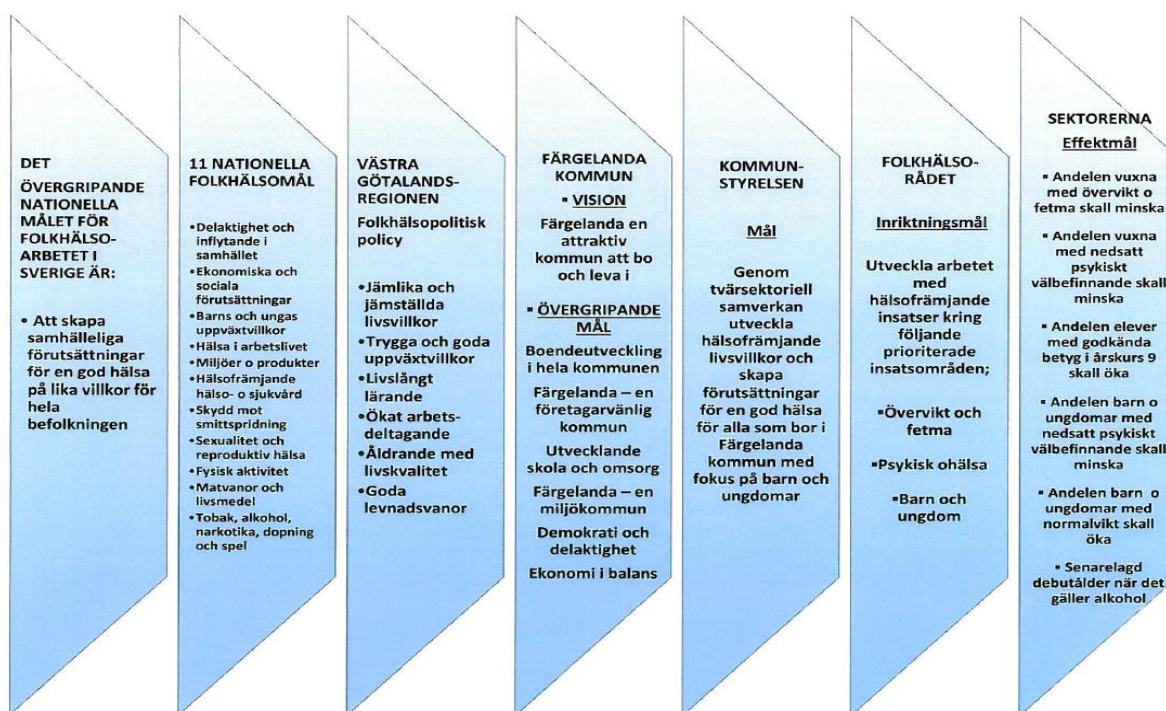 DET
ÖVERGRIPANDE
NATIONELLA
MÅLET FÖR
FOLKHÄLSO-
ARBETET I
SVERIGE ÄR:
• Att skapa
samhälleliga
förutsättningar
för en god hälsa
på lika villkor för
hela
befolkningen
11 NATIONELLA
FOLKHÄLSOMÅL
•Delaktighet och
inflytande i
samhället
•Ekonomiska och
sociala
förutsättningar
•Barns och ungas
uppväxtvillkor
•Hälsa i arbetslivet
•Miljöer o produkter
•Hälsofrämjande
hälso- o sjukvård
•Skydd mot
smittspridning
•Sexualitet och
reproduktiv hälsa
•Fysisk aktivitet
•Matvanor och
livsmedel
•Tobak, alkohol,
narkotika, dopning
och spel
VÄSTRA
GÖTALANDS-
REGIONEN
Folkhälsopolitisk
policy
•Jämlika och
jämställda
livsvillkor
•Trygga och goda
uppväxtvillkor
•Livslångt
lärande
•Ökat arbets-
deltagande
•Åldrande med
livskvalitet
•Goda
levnadsvanor
FÄRGELANDA
KOMMUN
▪ VISION
Färgelanda en
attraktiv
kommun att bo
och leva i
▪ ÖVERGRIPANDE
MÅL
Boendeutveckling
i hela kommunen
Färgelanda – en
företagarvänlig
kommun
Utvecklande
skola och omsorg
Färgelanda – en
miljökommun
Demokrati och
delaktighet
Ekonomi i balans
KOMMUN-
STYRELSEN
Mål
Genom
tvärsektoriell
samverkan
utveckla
hälsofrämjande
livsvillkor och
skapa
förutsättningar
för en god hälsa
för alla som bor i
Färgelanda
kommun med
fokus på barn och
ungdomar
FOLKHÄLSO-
RÅDET
Inriktningsmål
Utveckla arbetet
med
hälsofrämjande
insatser kring
följande
prioriterade
insatsområden;
▪Övervikt och
fetma
▪Psykisk ohälsa
▪Barn och
ungdom
SEKTORERNA
Effektmål
▪ Andelen vuxna
med övervikt o
fetma skall minska
▪ Andelen vuxna
med nedsatt
psykiskt
välbefinnande skall
minska
▪ Andelen elever
med godkända
betyg i årskurs 9
skall öka
▪ Andelen barn o
ungdomar med
nedsatt psykiskt
välbefinnande skall
minska
▪ Andelen barn o
ungdomar med
normalvikt skall
öka
▪ Senarelagd
debutålder när det
gäller alkohol